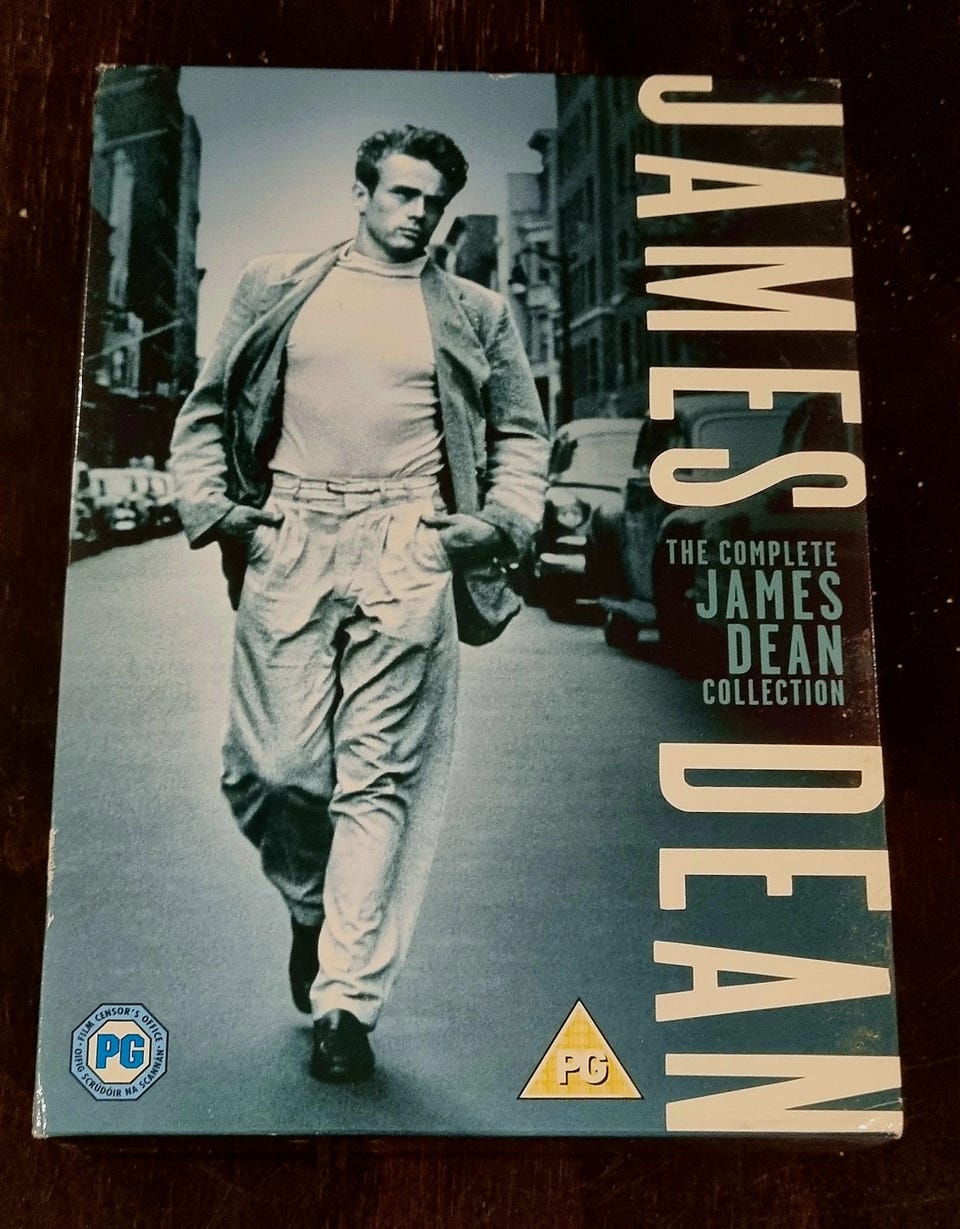 JAMES DEAN
THE COMPLETE
JAMES
DEAN
COLLECTION
· FILM CENSOR'S OFFICE ·
PG
OIFIG SCRÚDÓIR NA SCANNÁN
PG